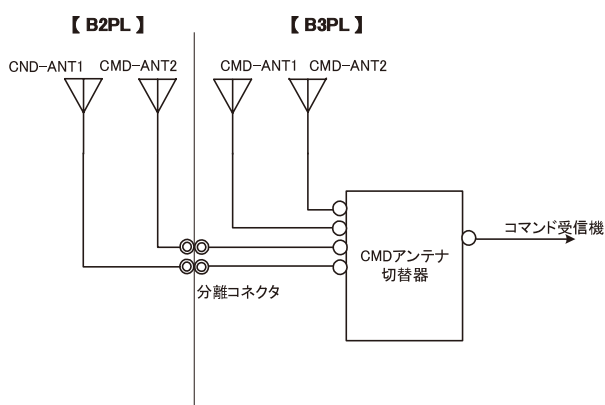 【 B2PL 】
【 B3PL 】
CND-ANT1
CMD-ANT2
CMD-ANT1
CMD-ANT2
コマンド受信機
CMDアンテナ
切替器
分離コネクタ